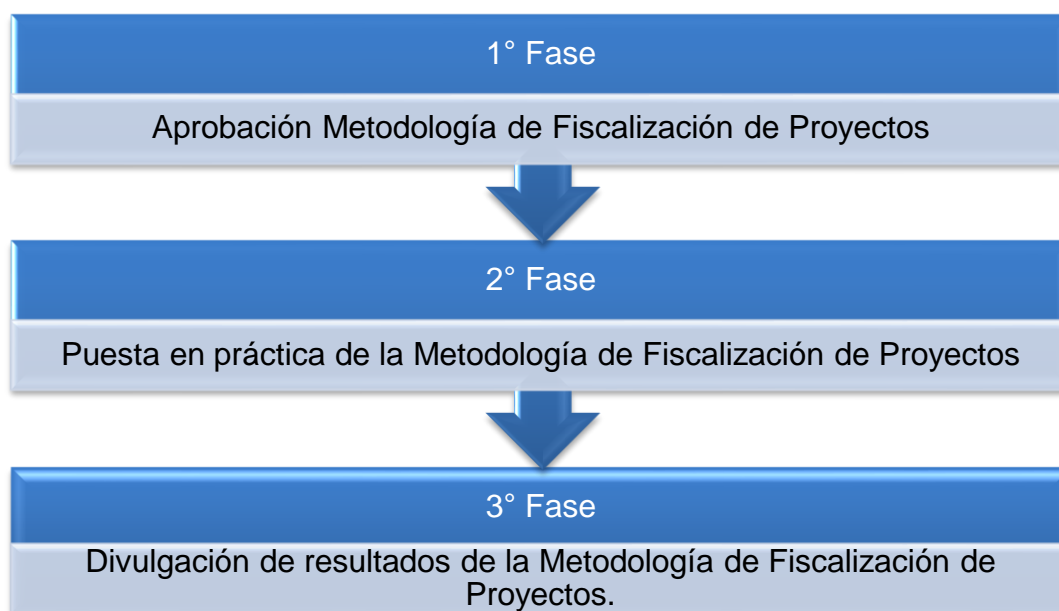 1° Fase
Aprobación Metodología de Fiscalización de Proyectos
2° Fase
Puesta en práctica de la Metodología de Fiscalización de Proyectos
3° Fase
Divulgación de resultados de la Metodología de Fiscalización de
Proyectos.